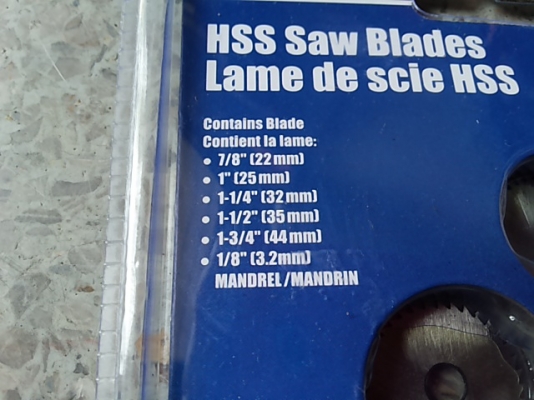 HSS Saw Blades
Lame de scie HSS
Contains Blade
Contient la lame:
• 7/8" (22mm)
• 1" (25mm)
• 1-1/4" (32mm)
• 1-1/2" (35mm)
• 1-3/4" (44mm)
• 1/8" (3.2mm)
MANDREL/MANDRIN